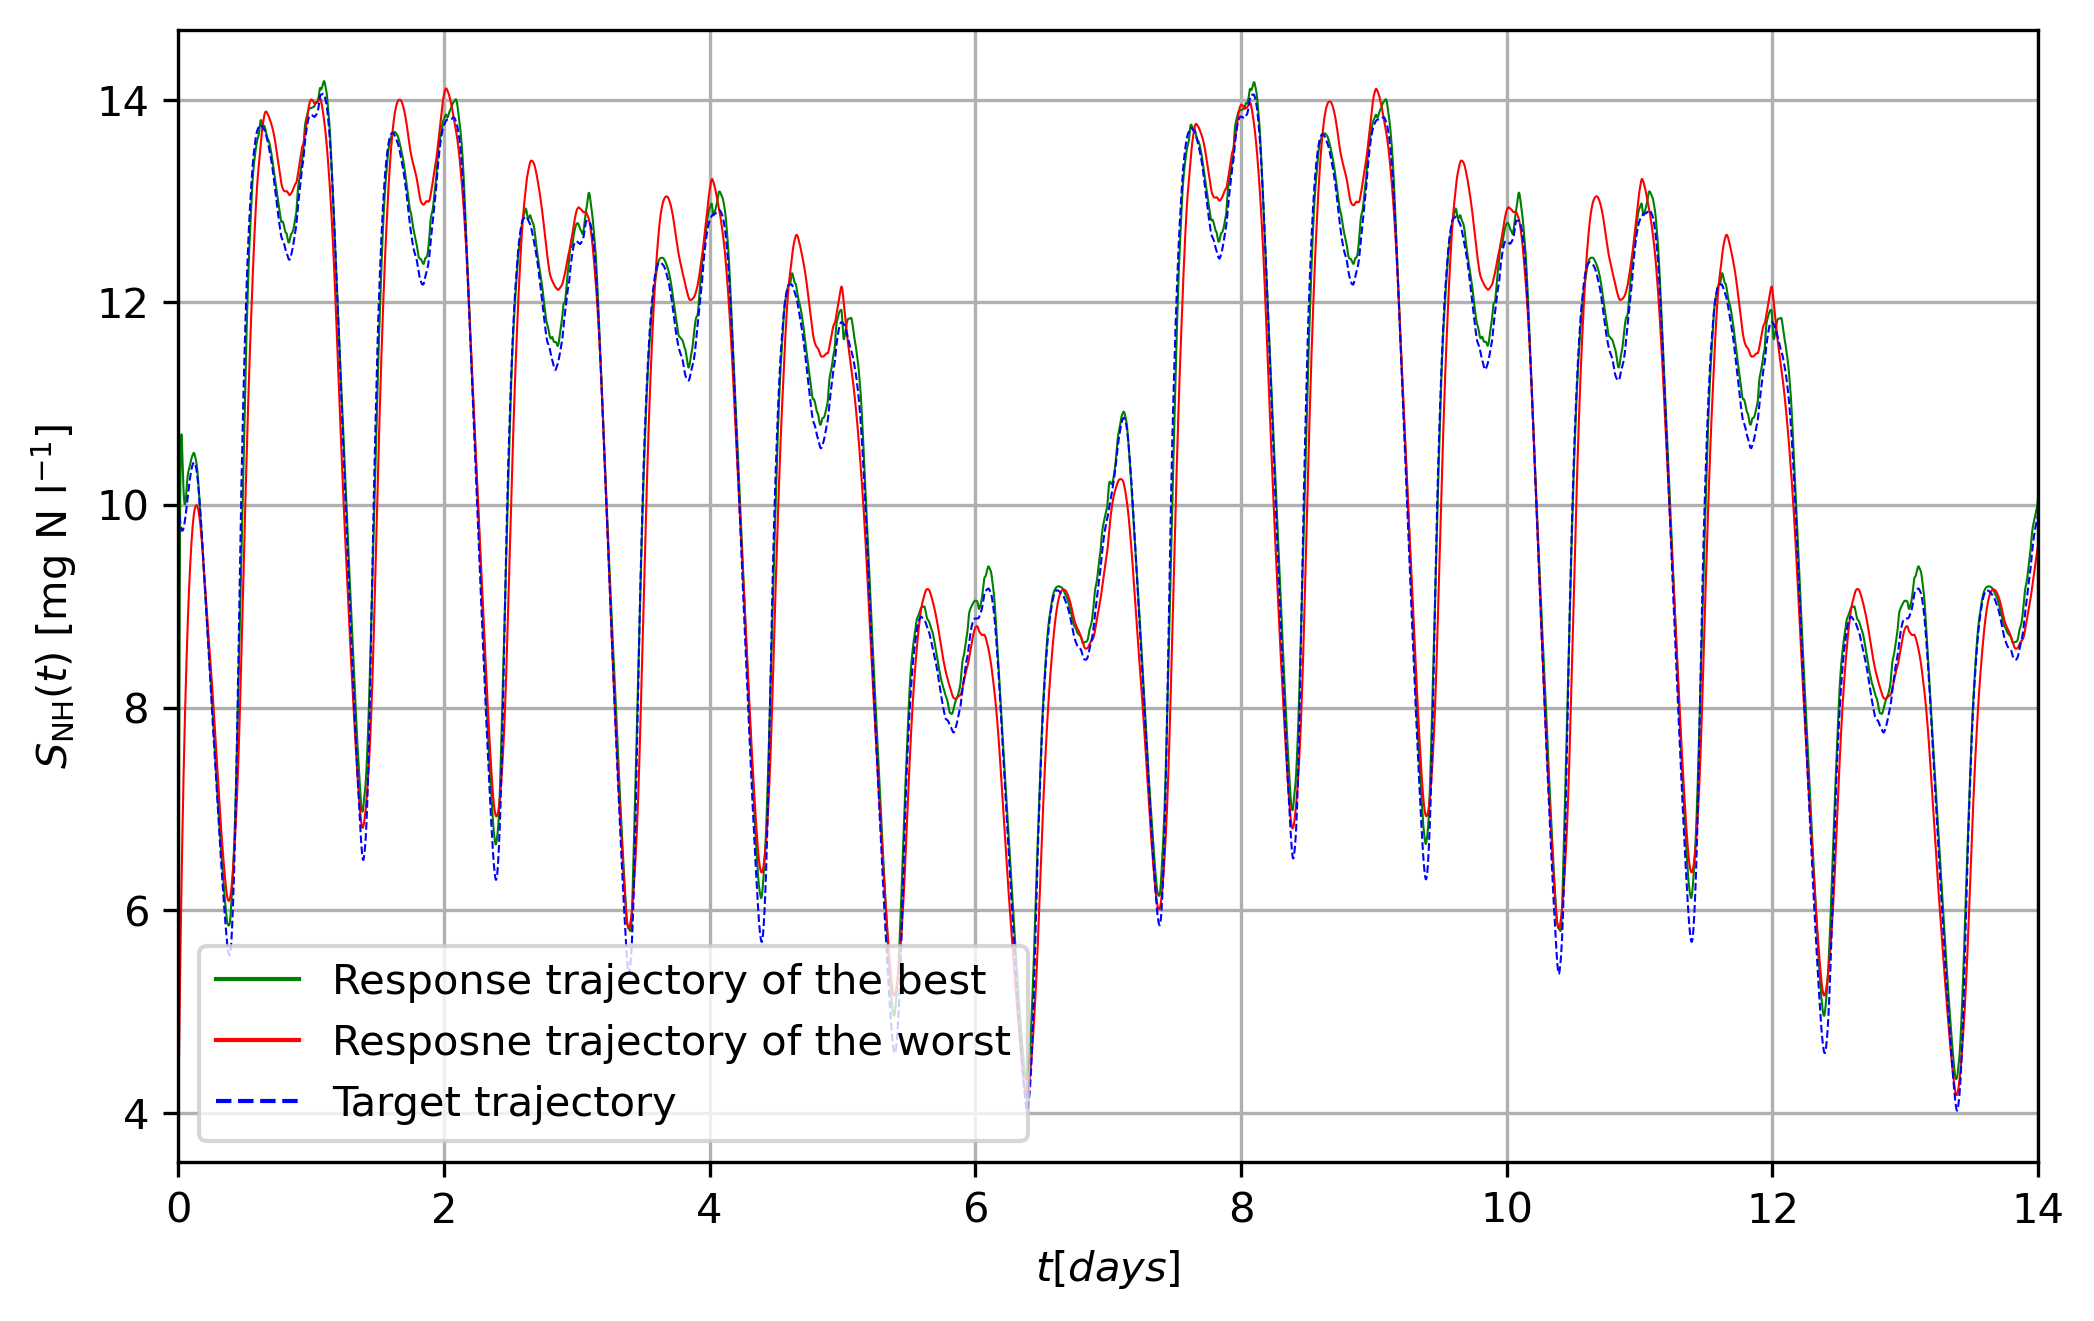 14
12
10
8
6
4
S_NH(t) [mg N l⁻¹]
Response trajectory of the best
Resposne trajectory of the worst
Target trajectory
0 2 4 6 8 10 12 14
t[days]